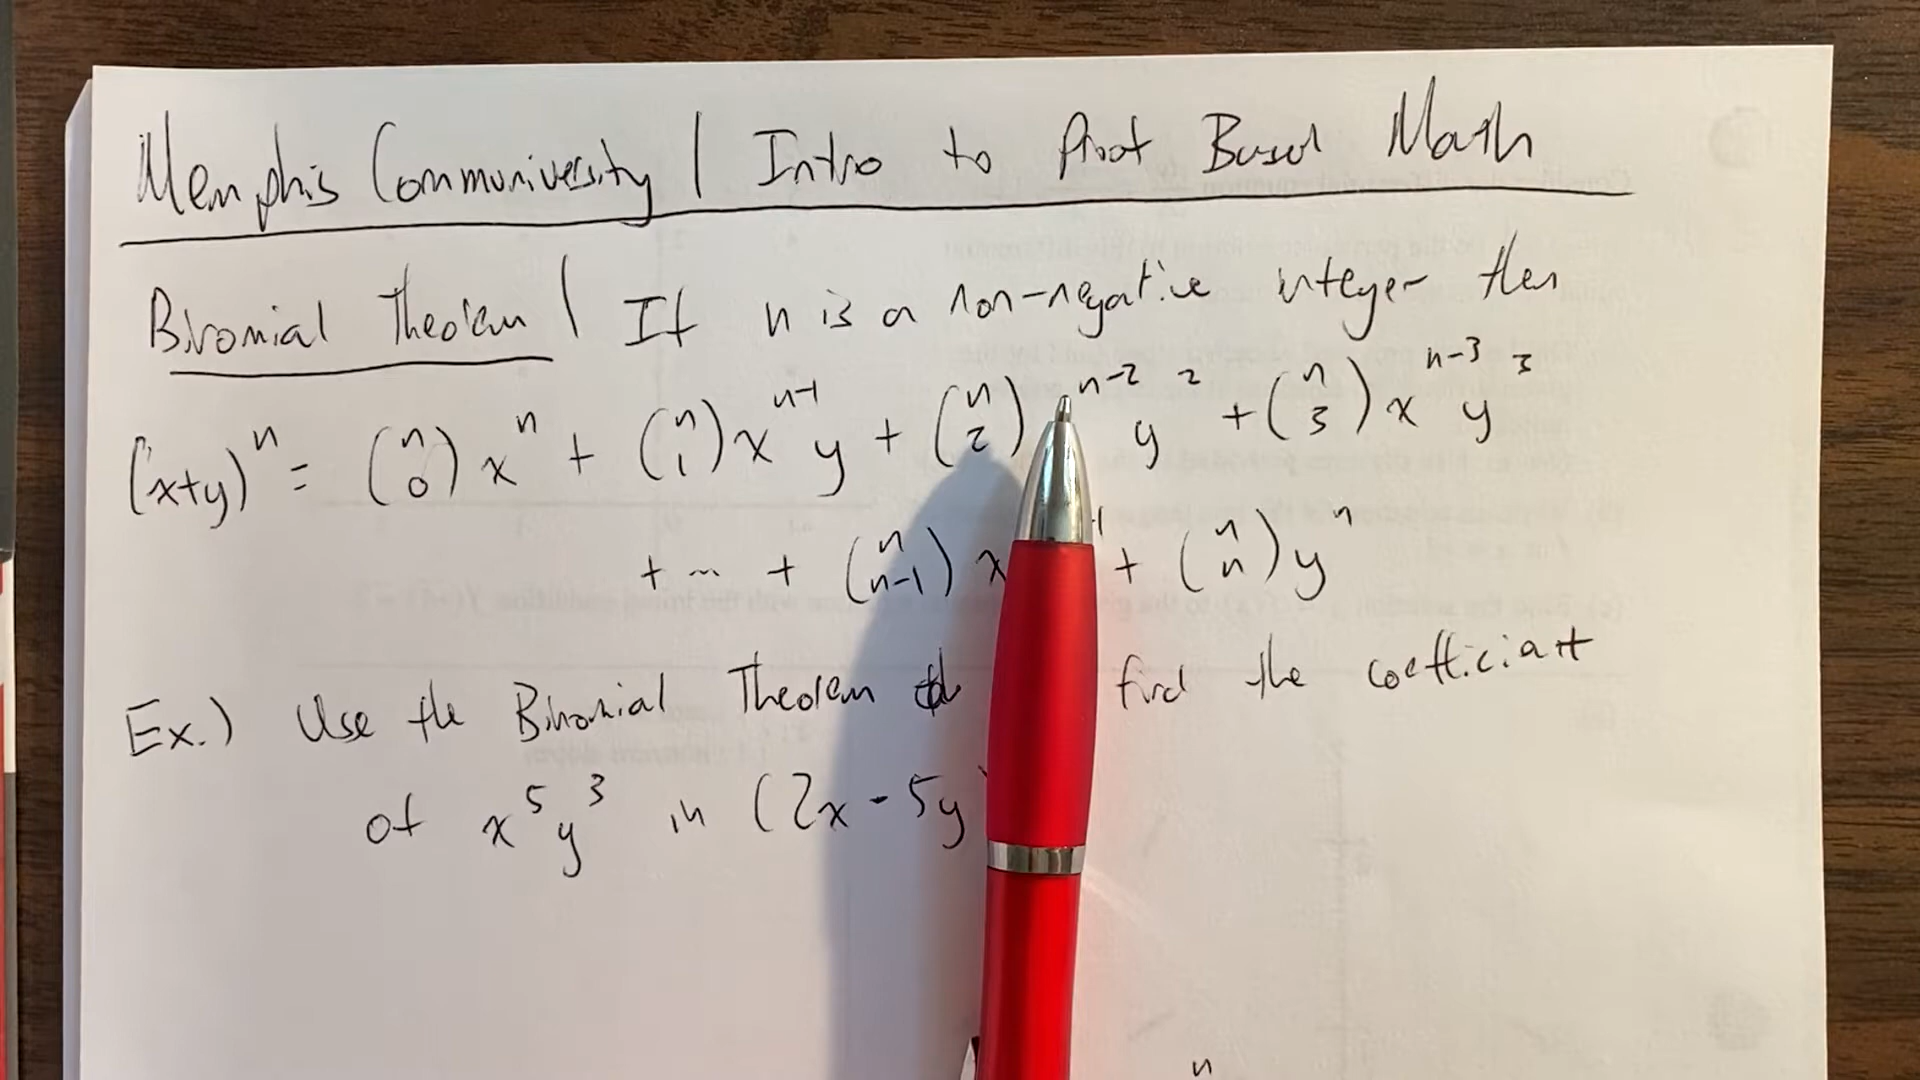 Memphis Communiversity | Intro to Proof Based Math
Binomial Theorem | If n is a non-negative integer then
(x+y)^n = (n 0) x^n + (n 1) x^{n-1} y + (n 2) ^{n-2} y^2 + (n 3) x^{n-3} y^3
+ ... + (n n-1) x ^1 + (n n) y^n
Ex.) Use the Binomial Theorem find the coefficient
of x^5 y^3 in (2x - 5y
n